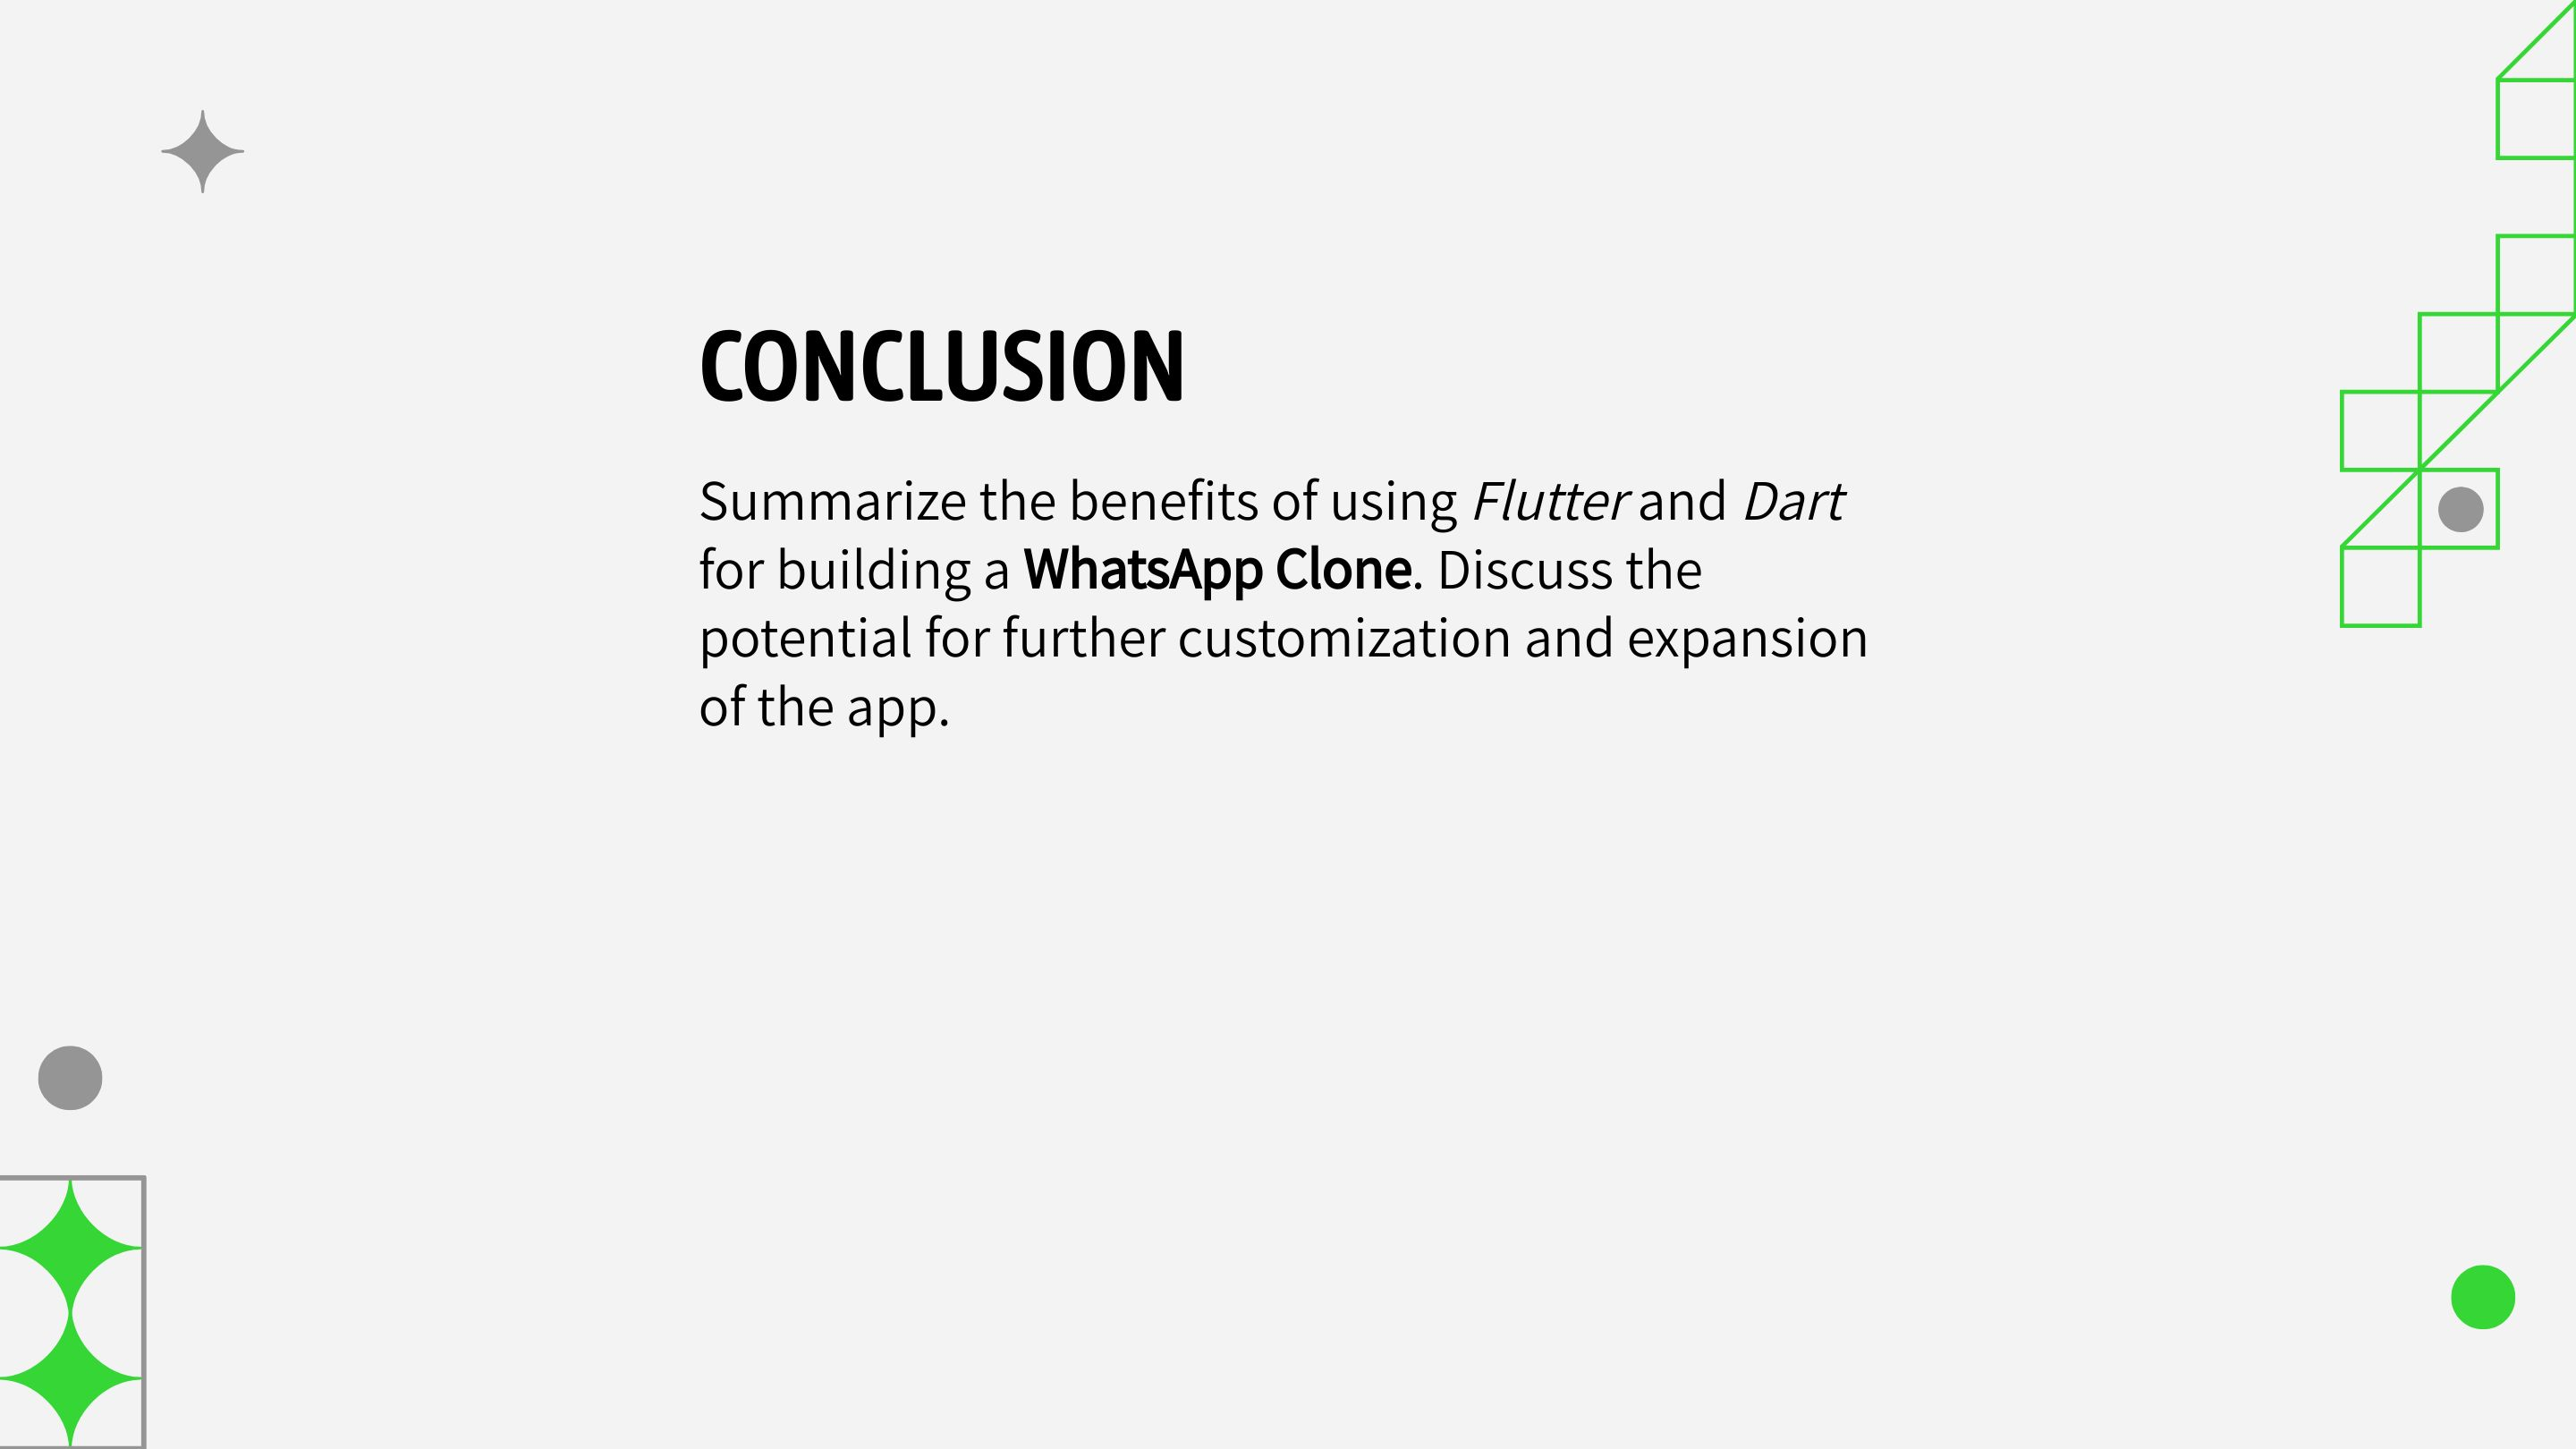 CONCLUSION
Summarize the benefits of using Flutter and Dart
for building a WhatsApp Clone. Discuss the
potential for further customization and expansion
of the app.